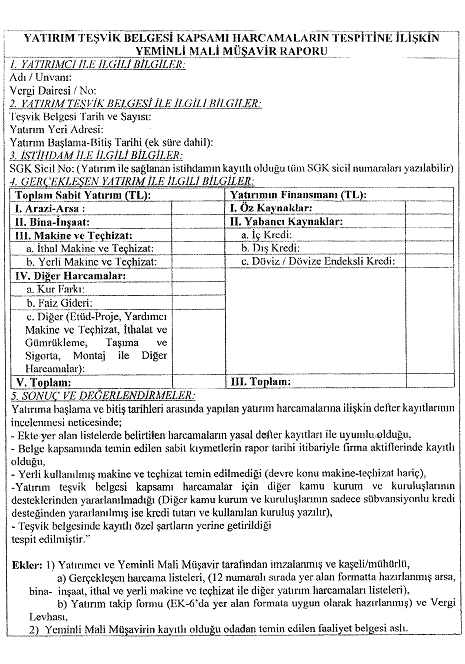 YATIRIM TEŞVİK BELGESİ KAPSAMI HARCAMALARIN TESPİTİNE İLİŞKİN
YEMİNLİ MALİ MÜŞAVİR RAPORU
1. YATIRIMCI İLE İLGİLİ BİLGİLER:
Adı / Unvanı:
Vergi Dairesi / No:
2. YATIRIM TEŞVİK BELGESİ İLE İLGİLİ BİLGİLER:
Teşvik Belgesi Tarih ve Sayısı:
Yatırım Yeri Adresi:
Yatırım Başlama-Bitiş Tarihi (ek süre dahil):
3. İSTİHDAM İLE İLGİLİ BİLGİLER:
SGK Sicil No: (Yatırım ile sağlanan istihdamın kayıtlı olduğu tüm SGK sicil numaraları yazılabilir)
4. GERÇEKLEŞEN YATIRIM İLE İLGİLİ BİLGİLER:
Toplam Sabit Yatırım (TL):
I. Arazi-Arsa :
II. Bina-İnşaat:
III. Makine ve Teçhizat:
a. İthal Makine ve Teçhizat:
b. Yerli Makine ve Teçhizat:
IV. Diğer Harcamalar:
a. Kur Farkı:
b. Faiz Gideri:
c. Diğer (Etüd-Proje, Yardımcı
Makine ve Teçhizat, İthalat ve
Gümrükleme, Taşıma ve
Sigorta, Montaj ile Diğer
Harcamalar):
V. Toplam:
Yatırımın Finansmanı (TL):
I. Öz Kaynaklar:
II. Yabancı Kaynaklar:
a. İç Kredi:
b. Dış Kredi:
c. Döviz / Dövize Endeksli Kredi:
III. Toplam:
5. SONUÇ VE DEĞERLENDİRMELER:
Yatırıma başlama ve bitiş tarihleri arasında yapılan yatırım harcamalarına ilişkin defter kayıtlarının
incelenmesi neticesinde;
- Ekte yer alan listelerde belirtilen harcamaların yasal defter kayıtları ile uyumlu olduğu,
- Belge kapsamında temin edilen sabit kıymetlerin rapor tarihi itibariyle firma aktiflerinde kayıtlı
olduğu,
- Yerli kullanılmış makine ve teçhizat temin edilmediği (devre konu makine-teçhizat hariç),
-Yatırım teşvik belgesi kapsamı harcamalar için diğer kamu kurum ve kuruluşlarının
desteklerinden yararlanılmadığı (Diğer kamu kurum ve kuruluşlarının sadece sübvansiyonlu kredi
desteğinden yararlanılmış ise kredi tutarı ve kullanılan kuruluş yazılır),
- Teşvik belgesinde kayıtlı özel şartların yerine getirildiği
tespit edilmiştir."
Ekler: 1) Yatırımcı ve Yeminli Mali Müşavir tarafından imzalanmış ve kaşeli/mühürlü,
a) Gerçekleşen harcama listeleri, (12 numaralı sırada yer alan formatta hazırlanmış arsa,
bina- inşaat, ithal ve yerli makine ve teçhizat ile diğer yatırım harcamaları listeleri),
b) Yatırım takip formu (EK-6'da yer alan formata uygun olarak hazırlanmış) ve Vergi
Levhası,
2) Yeminli Mali Müşavirin kayıtlı olduğu odadan temin edilen faaliyet belgesi aslı.